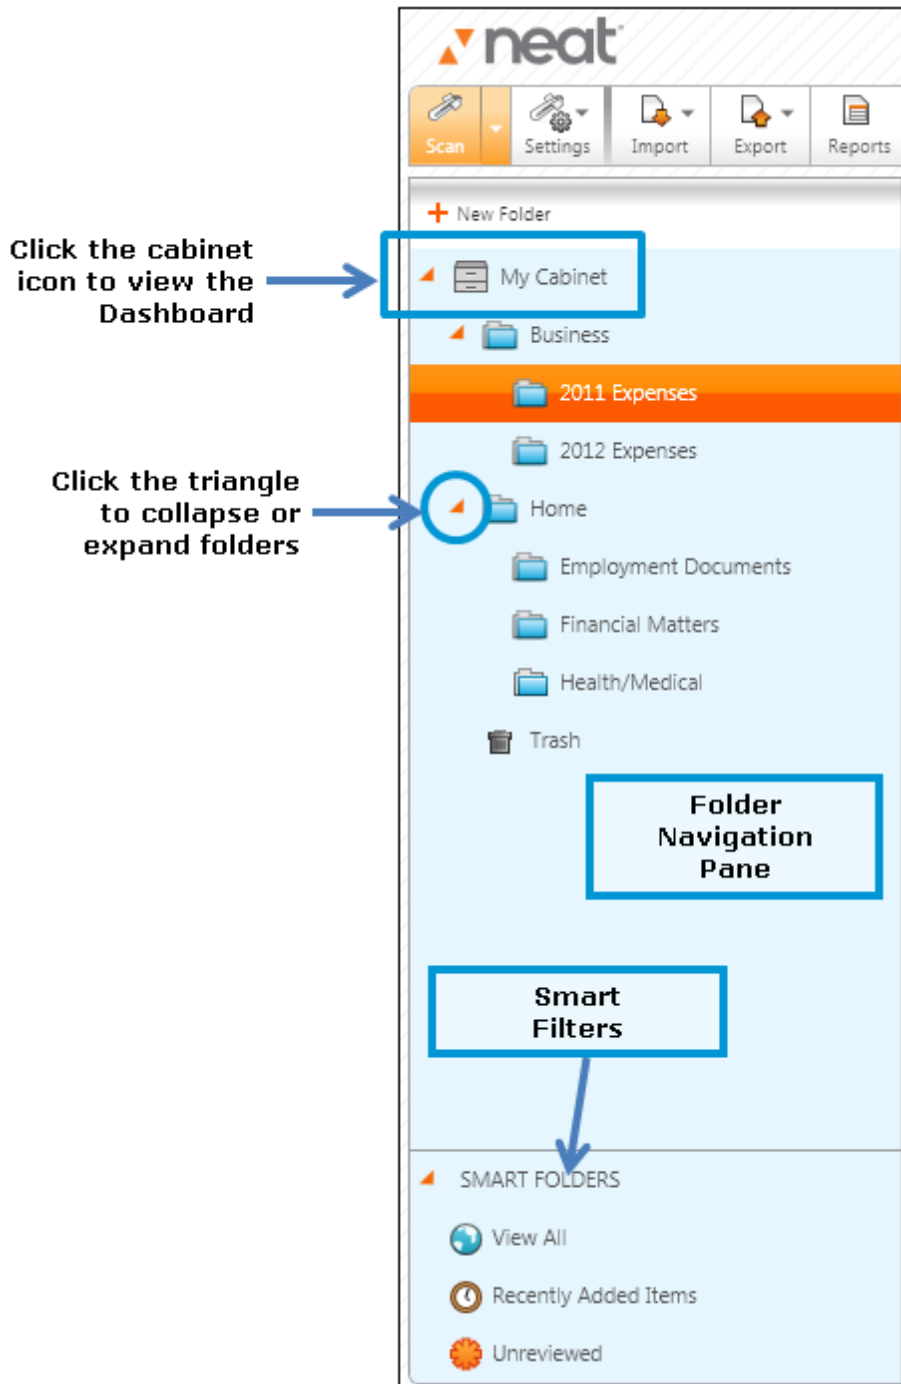 neat
Scan
Settings
Import
Export
Reports
New Folder
Click the cabinet
icon to view the
Dashboard
My Cabinet
Business
2011 Expenses
2012 Expenses
Click the triangle
to collapse or
expand folders
Home
Employment Documents
Financial Matters
Health/Medical
Trash
Folder
Navigation
Pane
Smart
Filters
SMART FOLDERS
View All
Recently Added Items
Unreviewed